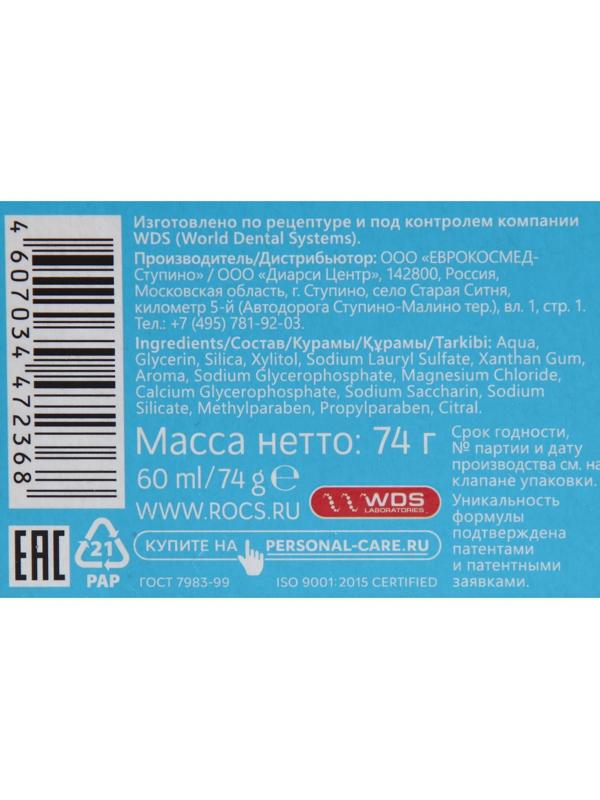 Изготовлено по рецептуре и под контролем компании
WDS (World Dental Systems).
Производитель/Дистрибьютор: ООО «ЕВРОКОСМЕД-
Ступино» / ООО «Диарси Центр», 142800, Россия,
Московская область, г. Ступино, село Старая Ситня,
километр 5-й (Автодорога Ступино-Малино тер.), вл. 1, стр. 1.
Тел.: +7 (495) 781-92-03.
Ingredients/Состав/Курамы/Құрамы/Tarkibi: Aqua,
Glycerin, Silica, Xylitol, Sodium Lauryl Sulfate, Xanthan Gum,
Aroma, Sodium Glycerophosphate, Magnesium Chloride,
Calcium Glycerophosphate, Sodium Saccharin, Sodium
Silicate, Methylparaben, Propylparaben, Citral.
Масса нетто: 74 г
60 ml/74 g ℮
WWW.ROCS.RU
WDS
LABORATORIES
КУПИТЕ НА PERSONAL-CARE.RU
ГОСТ 7983-99 ISO 9001:2015 CERTIFIED
Срок годности,
№ партии и дату
производства см. на
клапане упаковки.
Уникальность
формулы
подтверждена
патентами
и патентными
заявками.
4 607034 472368
EAC
21
PAP